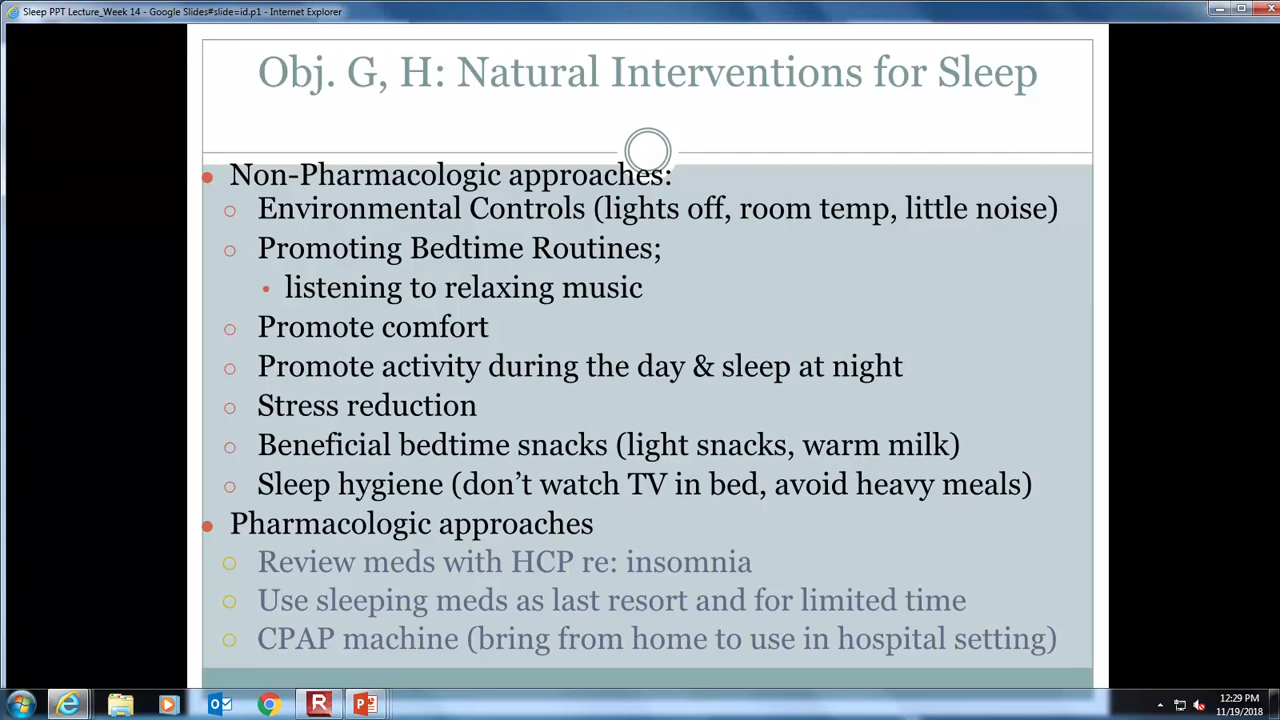 Sleep PPT Lecture_Week 14 - Google Slides#slide=id.p1 - Internet Explorer
Obj. G, H: Natural Interventions for Sleep
Non-Pharmacologic approaches:
Environmental Controls (lights off, room temp, little noise)
Promoting Bedtime Routines;
listening to relaxing music
Promote comfort
Promote activity during the day & sleep at night
Stress reduction
Beneficial bedtime snacks (light snacks, warm milk)
Sleep hygiene (don’t watch TV in bed, avoid heavy meals)
Pharmacologic approaches
Review meds with HCP re: insomnia
Use sleeping meds as last resort and for limited time
CPAP machine (bring from home to use in hospital setting)
12:29 PM
11/19/2018